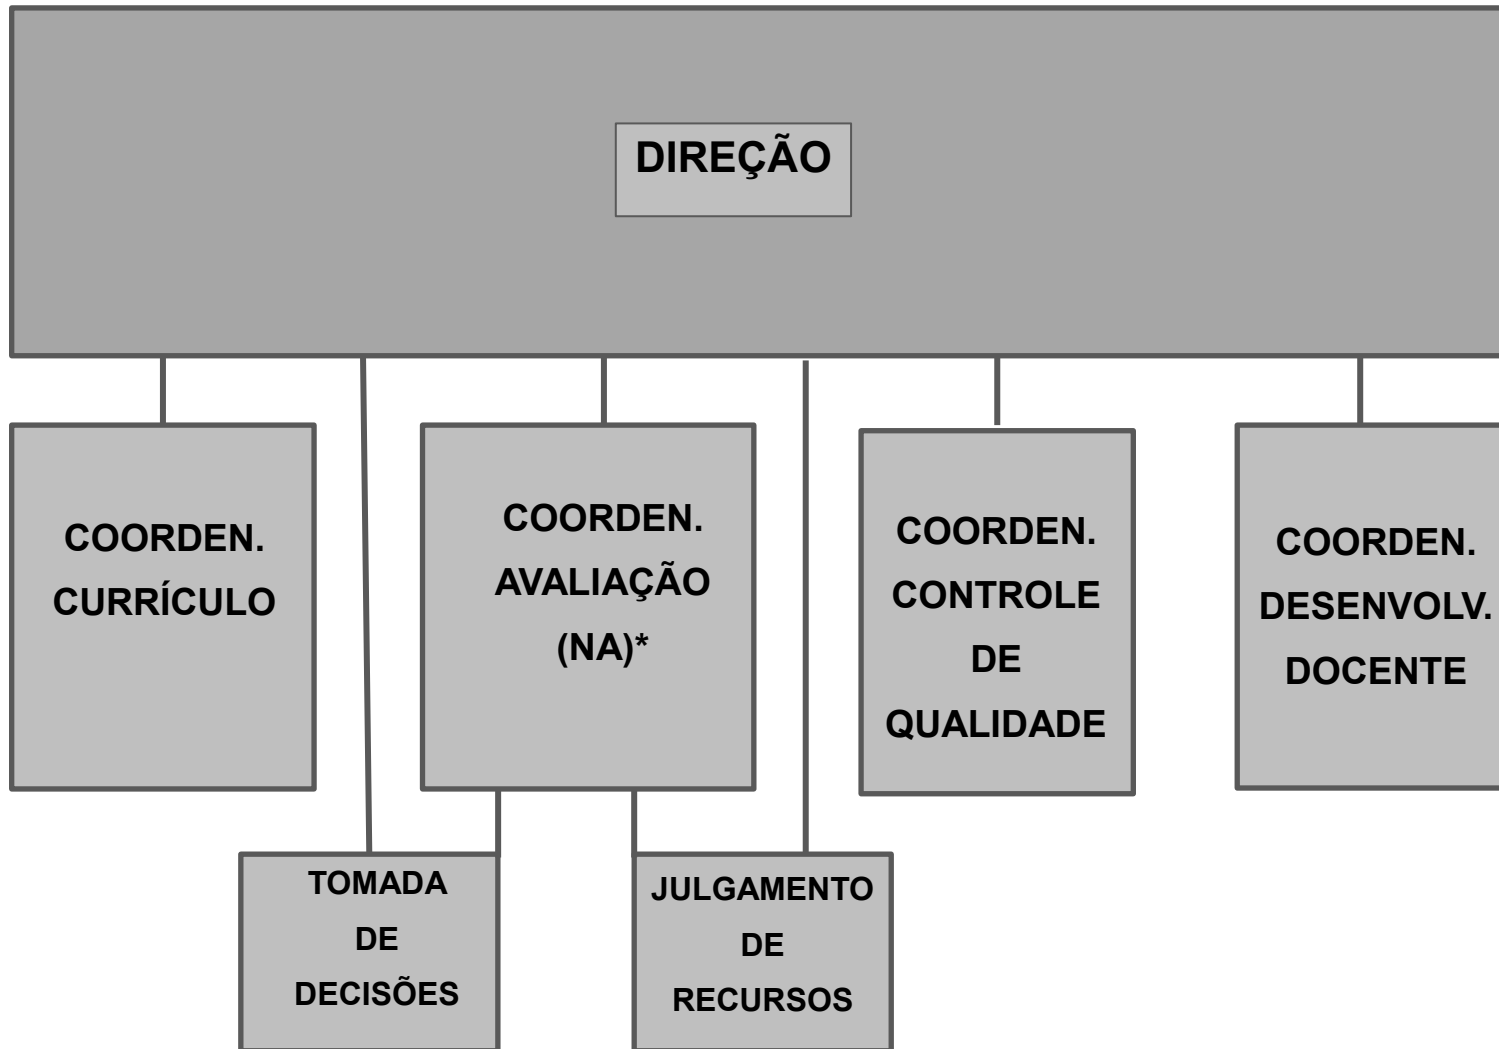 DIREÇÃO
COORDEN.
CURRÍCULO
COORDEN.
AVALIAÇÃO
(NA)*
COORDEN.
CONTROLE
DE
QUALIDADE
COORDEN.
DESENVOLV.
DOCENTE
TOMADA
DE
DECISÕES
JULGAMENTO
DE
RECURSOS